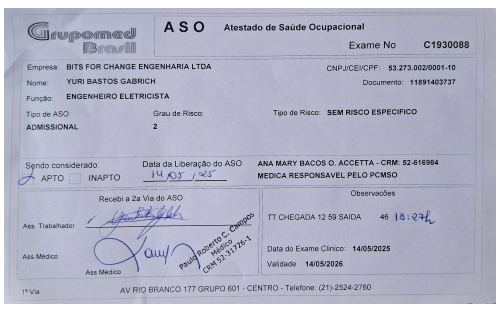 Grupomed
Brasil
ASO Atestado de Saúde Ocupacional
Exame No C1930088
Empresa: BITS FOR CHANGE ENGENHARIA LTDA CNPJ/CEI/CPF: 53.273.002/0001-10
Nome: YURI BASTOS GABRICH Documento: 11891403737
Função: ENGENHEIRO ELETRICISTA
Tipo de ASO: Grau de Risco: Tipo de Risco: SEM RISCO ESPECIFICO
ADMISSIONAL 2
Sendo considerado: Data da Liberação do ASO ANA MARY BACOS O. ACCETTA - CRM: 52-616984
APTO INAPTO 14/05/25 MEDICA RESPONSAVEL PELO PCMSO
Recebi a 2a Via do ASO Observacões
Ass. Trabalhador
TT CHEGADA 12 59 SAIDA 46 13:27h
Paulo Roberto C. Campos
Médico
CRM 52-31726-1
Ass Médico
Data do Exame Clinico: 14/05/2025
Validade 14/05/2026
Ass Médico
1ª Via AV RIO BRANCO 177 GRUPO 601 - CENTRO - Telefone: (21)-2524-2760